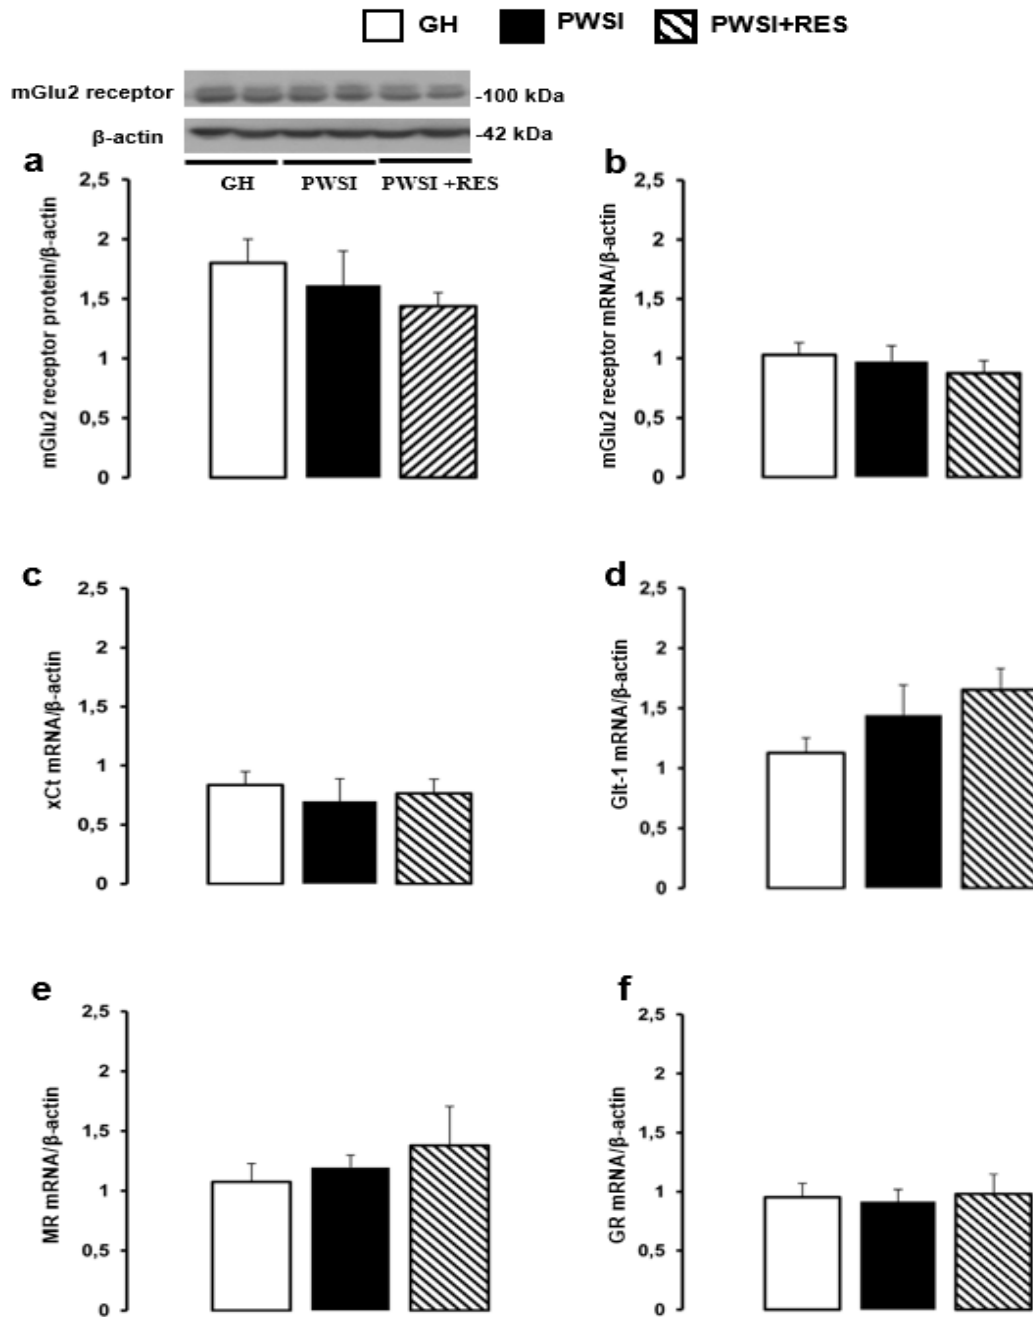 GH PWSI PWSI+RES
mGlu2 receptor -100 kDa
β-actin -42 kDa
GH PWSI PWSI +RES
a
mGlu2 receptor protein/β-actin
2,5
2
1,5
1
0,5
0
b
mGlu2 receptor mRNA/β-actin
2,5
2
1,5
1
0,5
0
c
xCt mRNA/β-actin
2,5
2
1,5
1
0,5
0
d
Glt-1 mRNA/β-actin
2,5
2
1,5
1
0,5
0
e
MR mRNA/β-actin
2,5
2
1,5
1
0,5
0
f
GR mRNA/β-actin
2,5
2
1,5
1
0,5
0